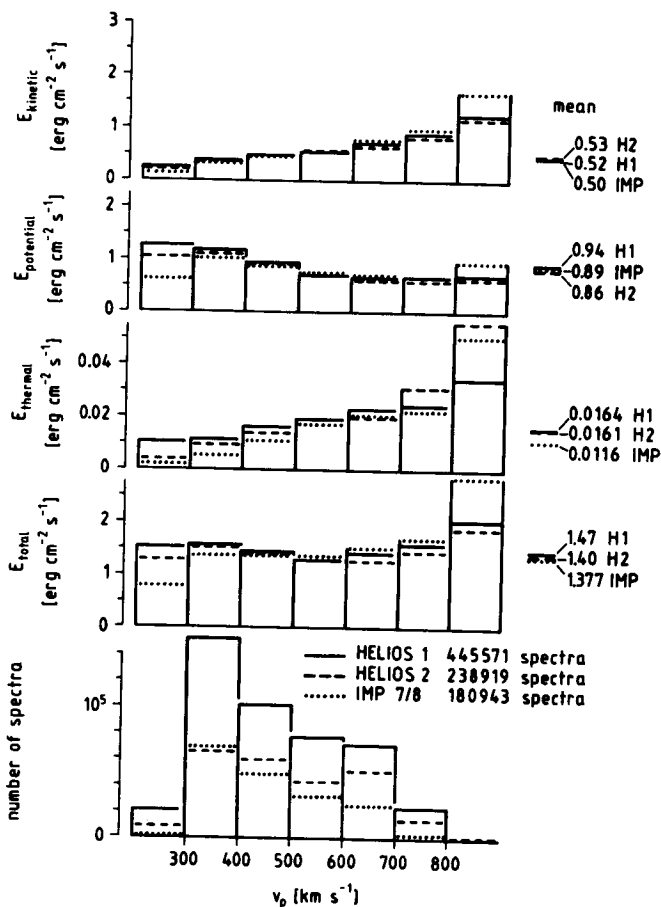 E_kinetic
[erg cm⁻² s⁻¹]
3
2
1
0
mean
0.53 H2
0.52 H1
0.50 IMP
E_potential
[erg cm⁻² s⁻¹]
2
1
0
0.94 H1
0.89 IMP
0.86 H2
E_thermal
[erg cm⁻² s⁻¹]
0.04
0.02
0
0.0164 H1
0.0161 H2
0.0116 IMP
E_total
[erg cm⁻² s⁻¹]
2
1
0
1.47 H1
1.40 H2
1.377 IMP
number of spectra
10⁵
0
HELIOS 1 445571 spectra
HELIOS 2 238919 spectra
IMP 7/8 180943 spectra
300 400 500 600 700 800
v_p [km s⁻¹]